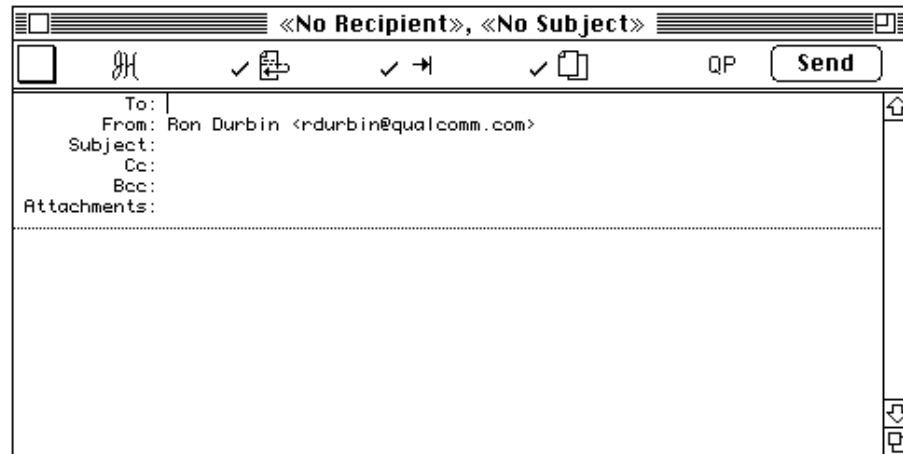 «No Recipient», «No Subject»
QP Send
To:
From: Ron Durbin <rdurbin@qualcomm.com>
Subject:
Cc:
Bcc:
Attachments: